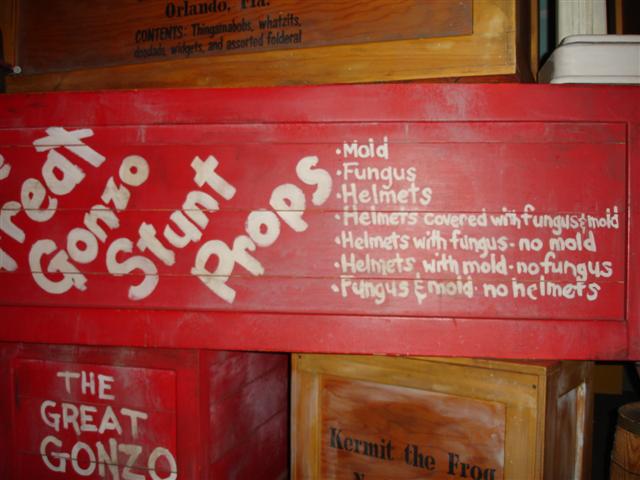 Orlando, Fla.
CONTENTS: Thingamabobs, whatzits,
doodads, widgets, and assorted folderal
Great
Gonzo
Stunt
Props
• Mold
• Fungus
• Helmets
• Helmets covered with fungus & mold
• Helmets with fungus - no mold
• Helmets with mold - no fungus
• Fungus & mold - no helmets
THE
GREAT
GONZO
Kermit the Frog